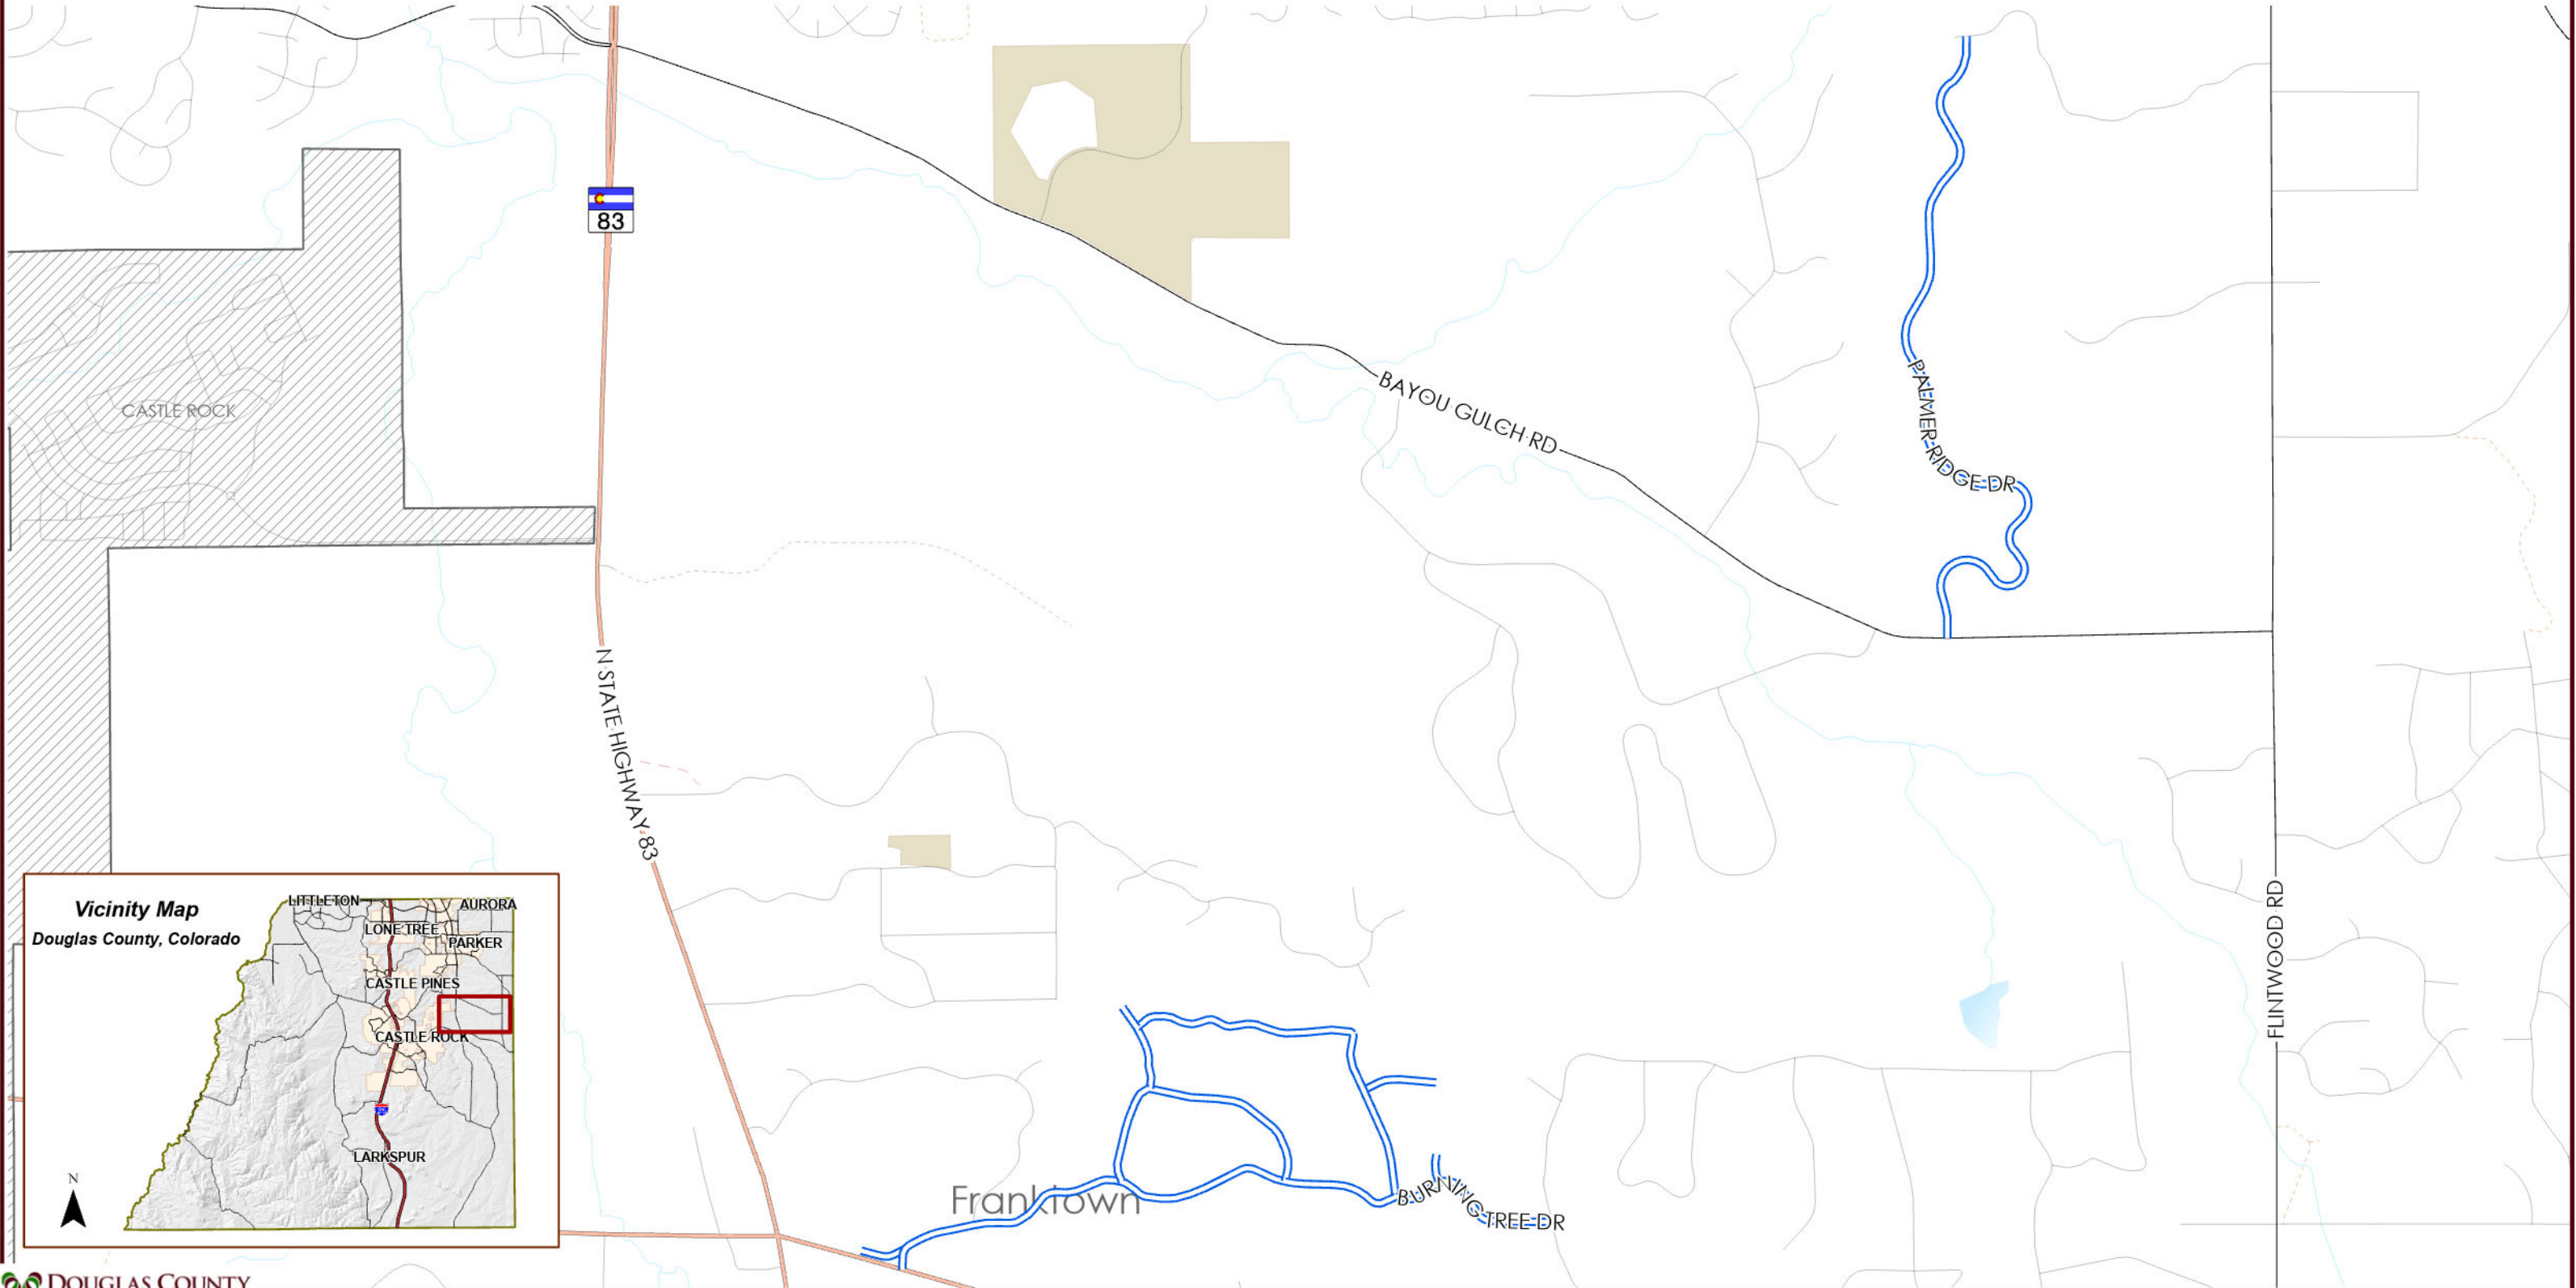 83
CASTLE ROCK
BAYOU GULCH RD
PALMER RIDGE DR
N STATE HIGHWAY 83
FLINTWOOD RD
Vicinity Map
Douglas County, Colorado
LITTLETON
AURORA
LONE TREE
PARKER
CASTLE PINES
CASTLE ROCK
LARKSPUR
N
Franktown
BURNING TREE DR
DOUGLAS COUNTY